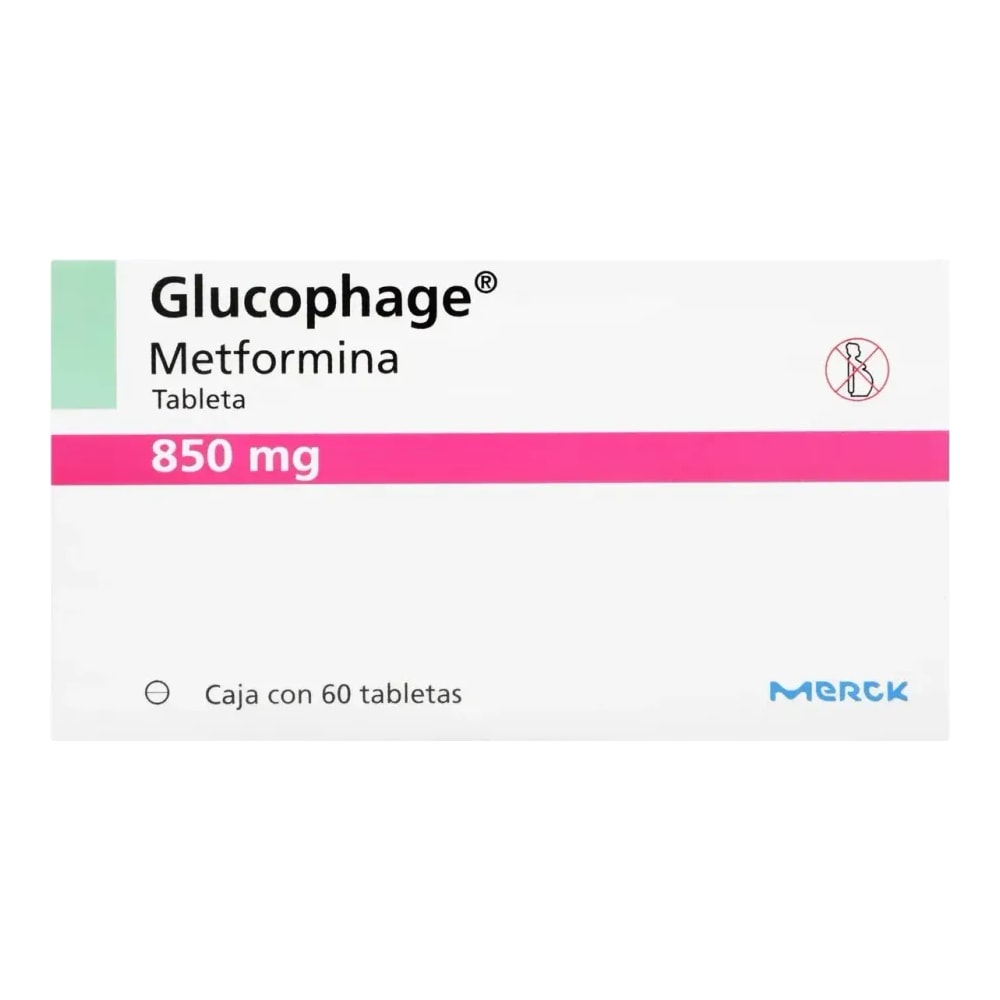 Glucophage®
Metformina
Tableta
850 mg
Caja con 60 tabletas
MERCK